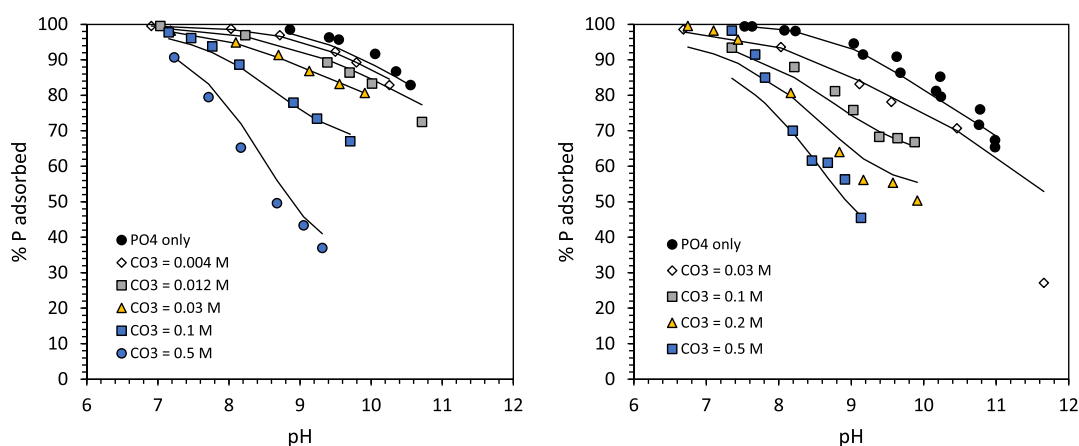 100
90
80
70
60
50
40
30
20
10
0
% P adsorbed
PO4 only
CO3 = 0.004 M
CO3 = 0.012 M
CO3 = 0.03 M
CO3 = 0.1 M
CO3 = 0.5 M
6 7 8 9 10 11 12
pH
100
90
80
70
60
50
40
30
20
10
0
% P adsorbed
PO4 only
CO3 = 0.03 M
CO3 = 0.1 M
CO3 = 0.2 M
CO3 = 0.5 M
6 7 8 9 10 11 12
pH